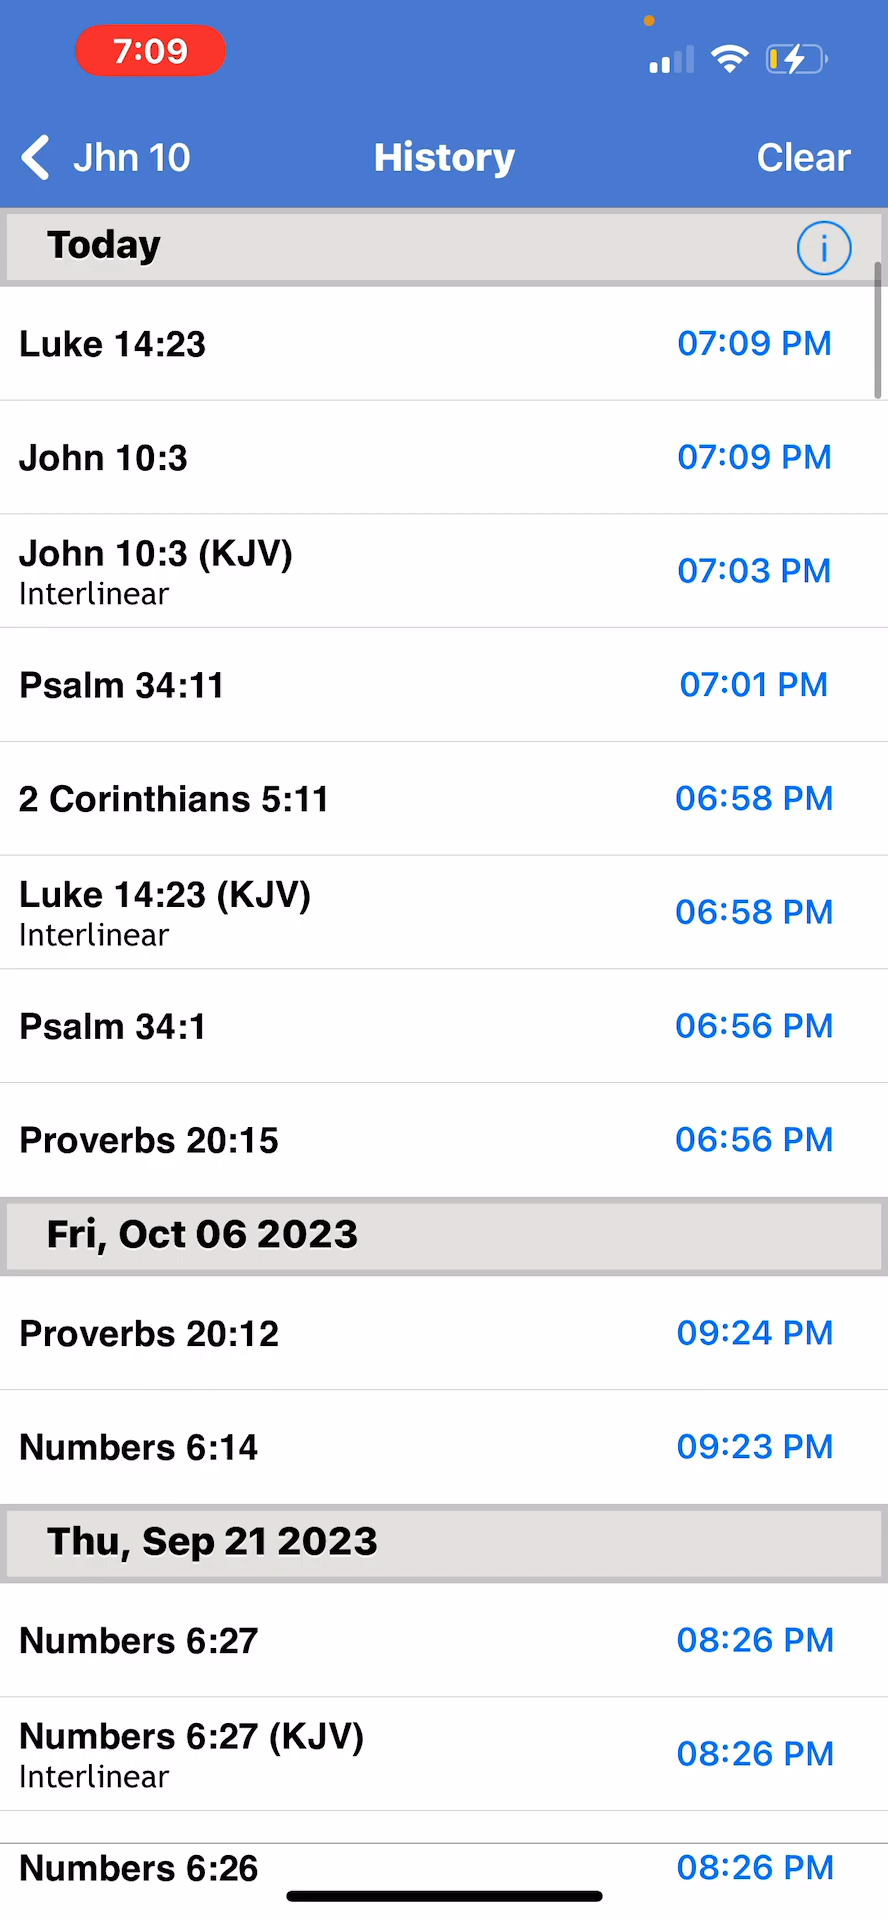 7:09
Jhn 10 History Clear
Today
Luke 14:23 07:09 PM
John 10:3 07:09 PM
John 10:3 (KJV)
Interlinear 07:03 PM
Psalm 34:11 07:01 PM
2 Corinthians 5:11 06:58 PM
Luke 14:23 (KJV)
Interlinear 06:58 PM
Psalm 34:1 06:56 PM
Proverbs 20:15 06:56 PM
Fri, Oct 06 2023
Proverbs 20:12 09:24 PM
Numbers 6:14 09:23 PM
Thu, Sep 21 2023
Numbers 6:27 08:26 PM
Numbers 6:27 (KJV)
Interlinear 08:26 PM
Numbers 6:26 08:26 PM